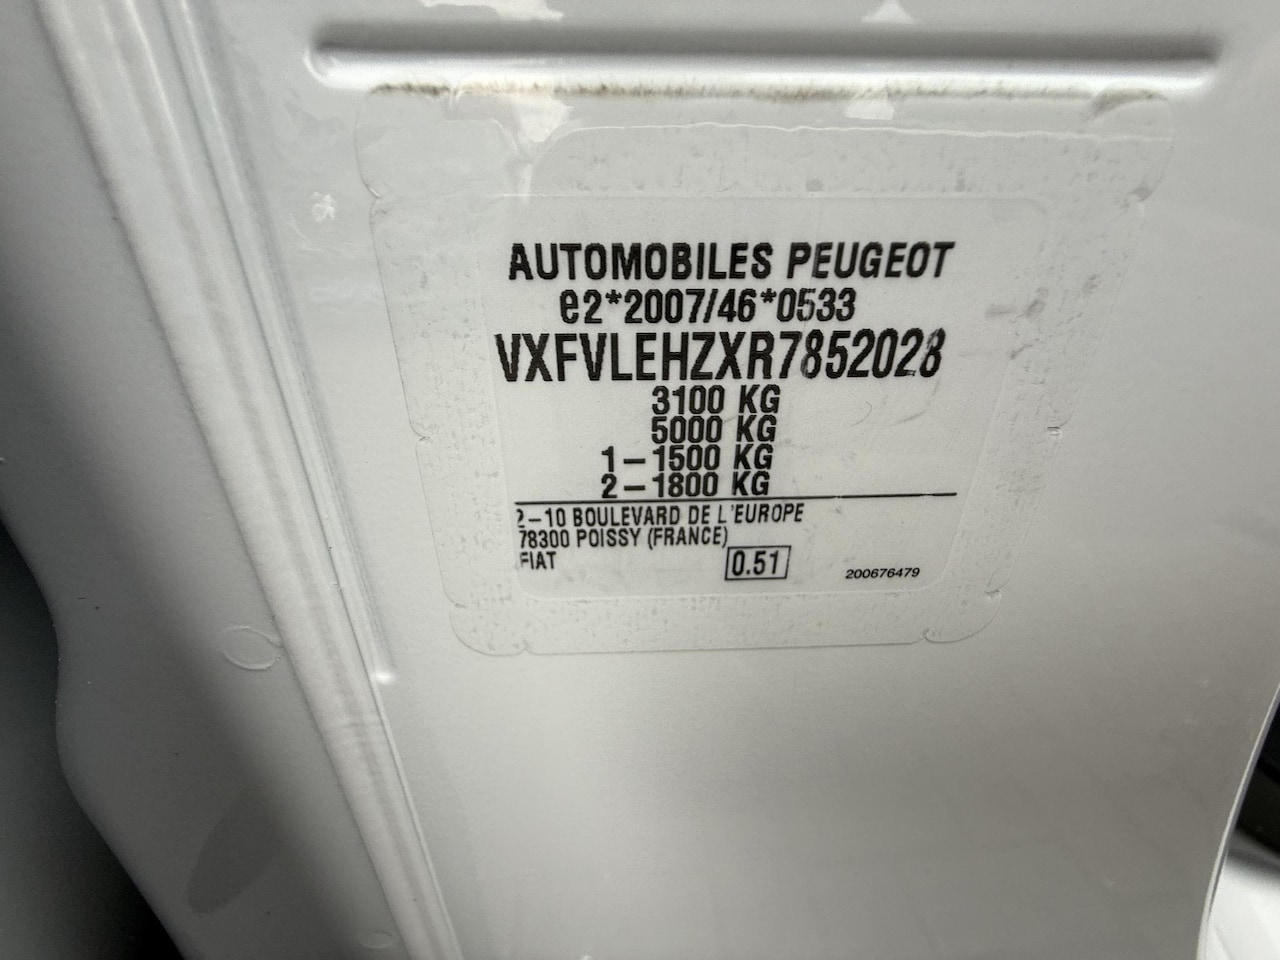 AUTOMOBILES PEUGEOT
e2*2007/46*0533
VXFVLEHZXR7852028
3100 KG
5000 KG
1-1500 KG
2-1800 KG
2-10 BOULEVARD DE L'EUROPE
78300 POISSY (FRANCE)
FIAT
0.51
200676479